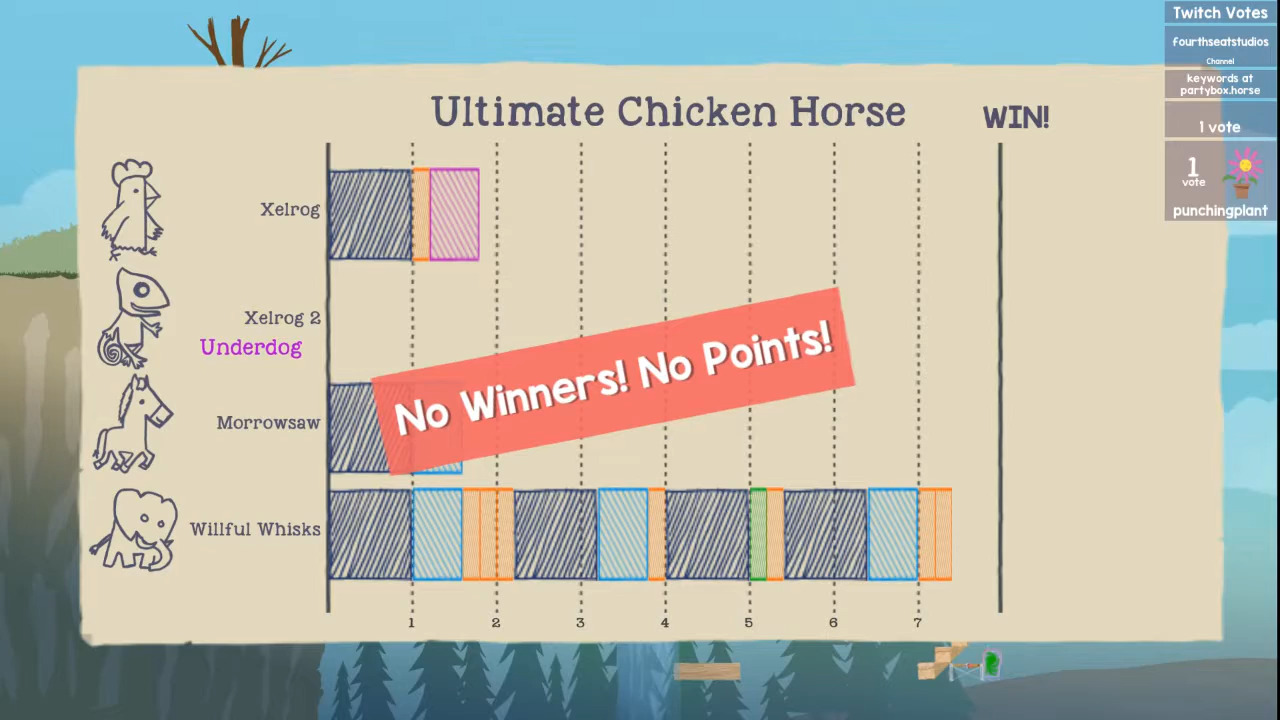 Ultimate Chicken Horse
WIN!
Xelrog
Xelrog 2
Underdog
Morrowsaw
Willful Whisks
No Winners! No Points!
1 2 3 4 5 6 7
Twitch Votes
fourthseatstudios
Channel
keywords at
partybox.horse
1 vote
1
vote
punchingplant